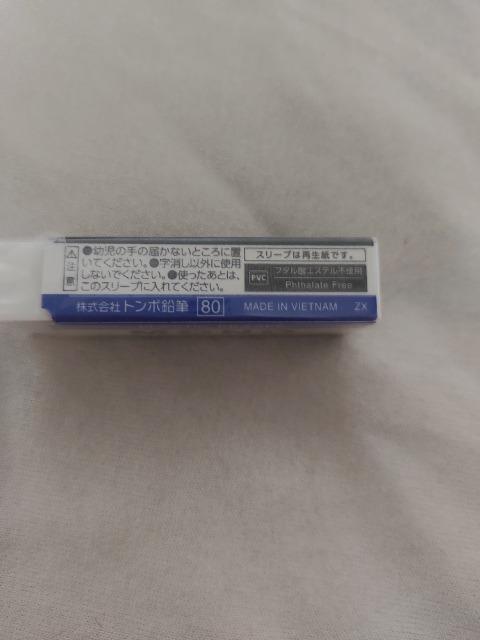 ⚠注意
●幼児の手の届かないところに置
いてください。●字消し以外に使用
しないでください。●使ったあとは、
このスリーブに入れてください。
スリーブは再生紙です。
PVC
フタル酸エステル不使用
Phthalate Free
株式会社トンボ鉛筆 80 MADE IN VIETNAM ZX